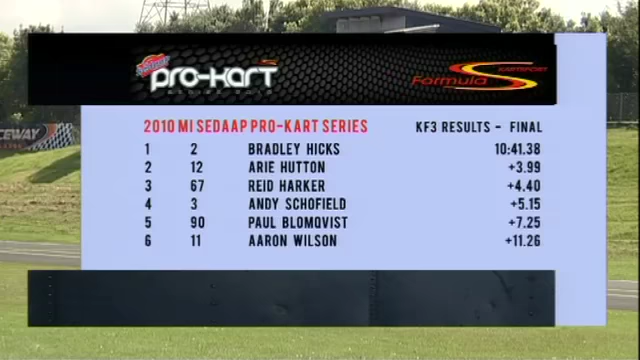 PRO-KART
Formula S
KARTSPORT
CEWAY
2010 MI SEDAAP PRO-KART SERIES KF3 RESULTS - FINAL
1 2 BRADLEY HICKS 10:41.38
2 12 ARIE HUTTON +3.99
3 67 REID HARKER +4.40
4 3 ANDY SCHOFIELD +5.15
5 90 PAUL BLOMQVIST +7.25
6 11 AARON WILSON +11.26